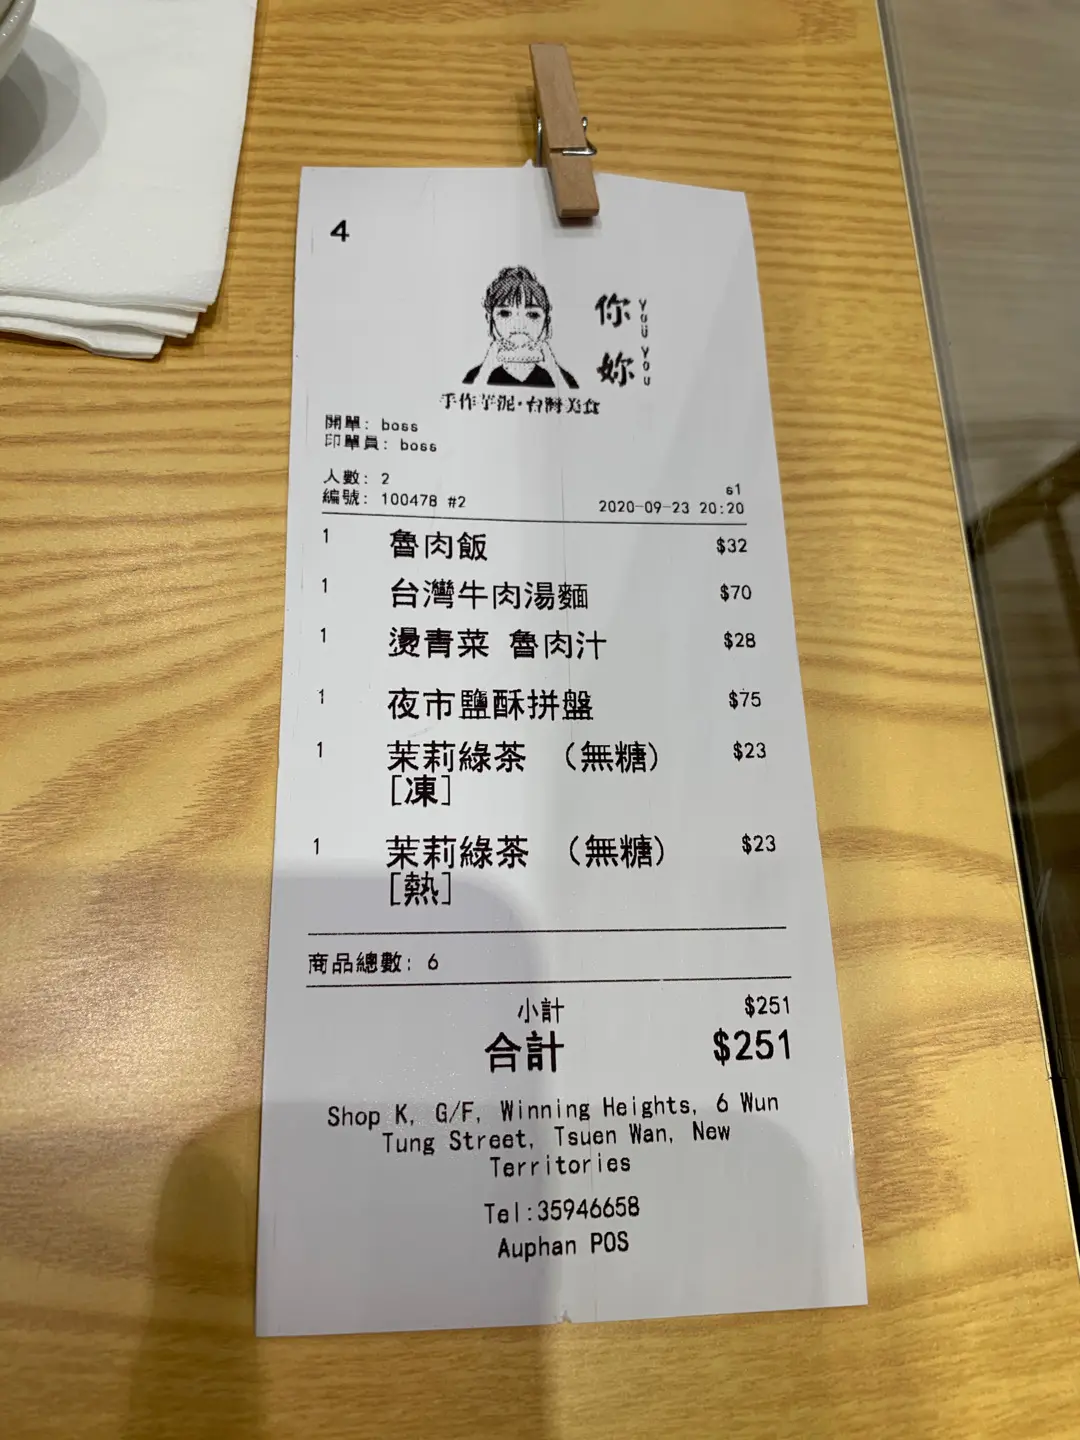 4
你妳
YOU YOU
手作芋泥·台灣美食
開單: boss
印單員: boss
人數: 2
s1
編號: 100478 #2 2020-09-23 20:20
1 魯肉飯 $32
1 台灣牛肉湯麵 $70
1 燙青菜 魯肉汁 $28
1 夜市鹽酥拼盤 $75
1 茉莉綠茶 （無糖） $23
[凍]
1 茉莉綠茶 （無糖） $23
[熱]
商品總數: 6
小計 $251
合計 $251
Shop K, G/F, Winning Heights, 6 Wun
Tung Street, Tsuen Wan, New
Territories
Tel:35946658
Auphan POS